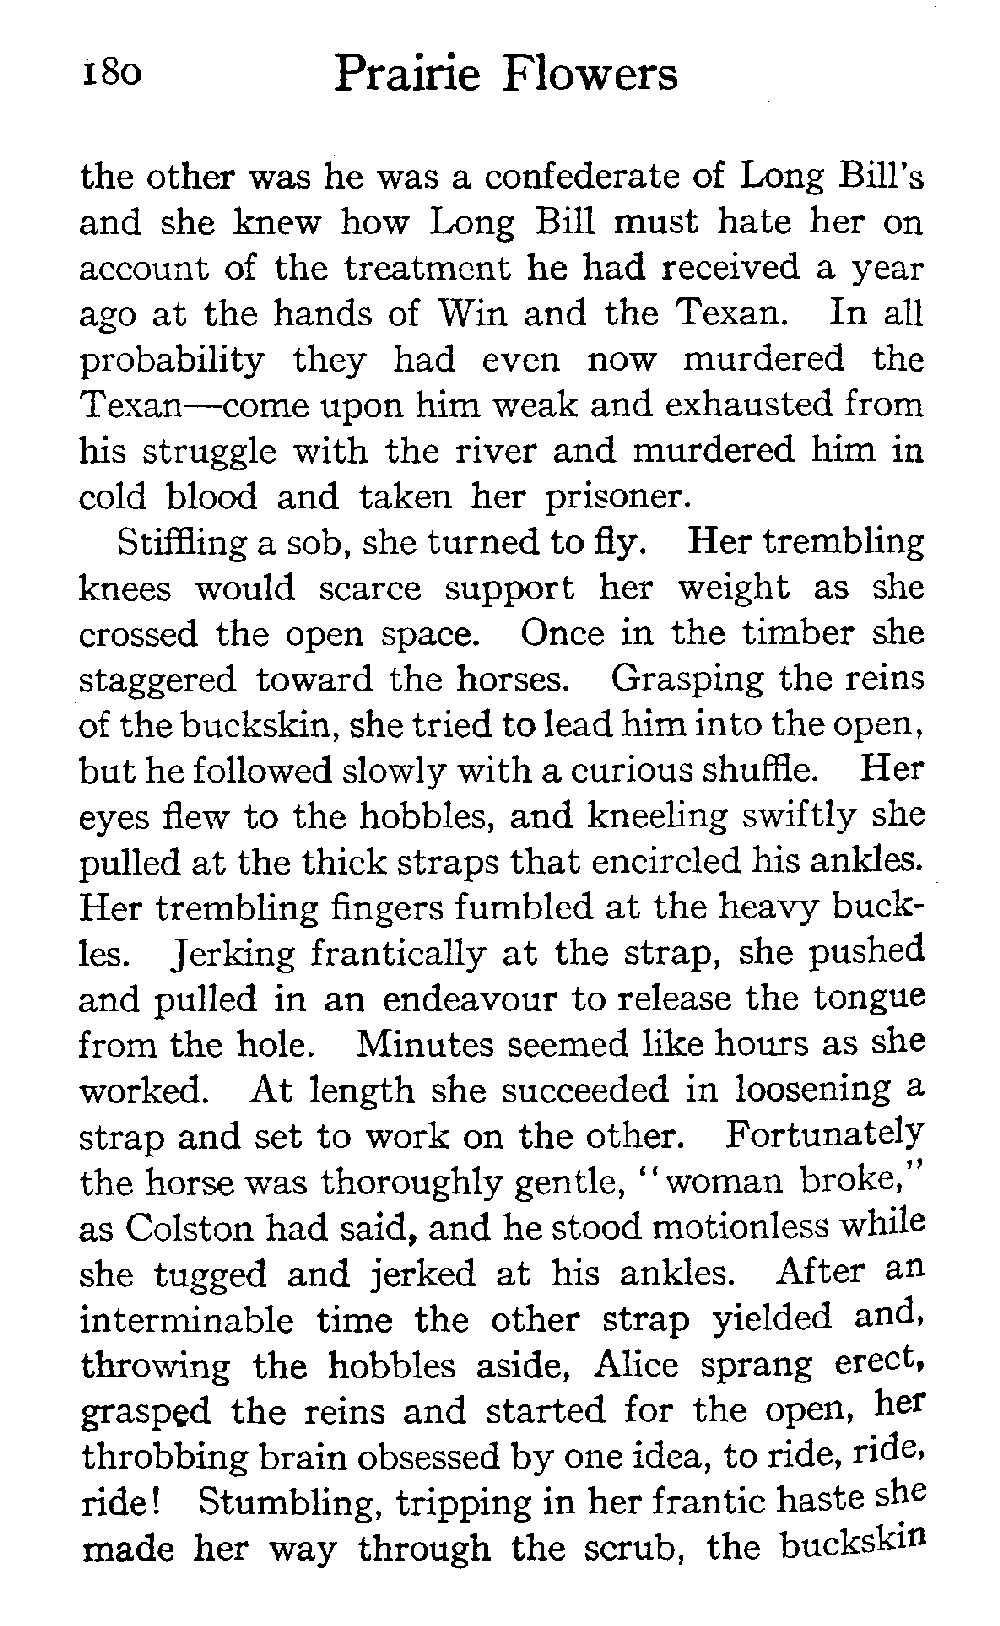 180 Prairie Flowers
the other was he was a confederate of Long Bill's
and she knew how Long Bill must hate her on
account of the treatment he had received a year
ago at the hands of Win and the Texan. In all
probability they had even now murdered the
Texan—come upon him weak and exhausted from
his struggle with the river and murdered him in
cold blood and taken her prisoner.
Stiffling a sob, she turned to fly. Her trembling
knees would scarce support her weight as she
crossed the open space. Once in the timber she
staggered toward the horses. Grasping the reins
of the buckskin, she tried to lead him into the open,
but he followed slowly with a curious shuffle. Her
eyes flew to the hobbles, and kneeling swiftly she
pulled at the thick straps that encircled his ankles.
Her trembling fingers fumbled at the heavy buck-
les. Jerking frantically at the strap, she pushed
and pulled in an endeavour to release the tongue
from the hole. Minutes seemed like hours as she
worked. At length she succeeded in loosening a
strap and set to work on the other. Fortunately
the horse was thoroughly gentle, "woman broke,"
as Colston had said, and he stood motionless while
she tugged and jerked at his ankles. After an
interminable time the other strap yielded and,
throwing the hobbles aside, Alice sprang erect,
grasped the reins and started for the open, her
throbbing brain obsessed by one idea, to ride, ride,
ride! Stumbling, tripping in her frantic haste she
made her way through the scrub, the buckskin